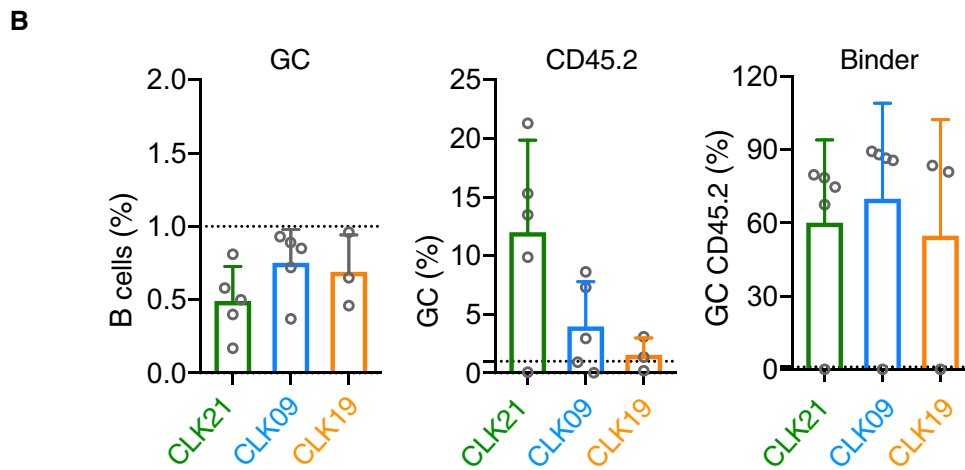 B
GC
B cells (%)
2.0
1.5
1.0
0.5
0.0
CLK21
CLK09
CLK19
CD45.2
GC (%)
25
20
15
10
5
0
CLK21
CLK09
CLK19
Binder
GC CD45.2 (%)
120
90
60
30
0
CLK21
CLK09
CLK19